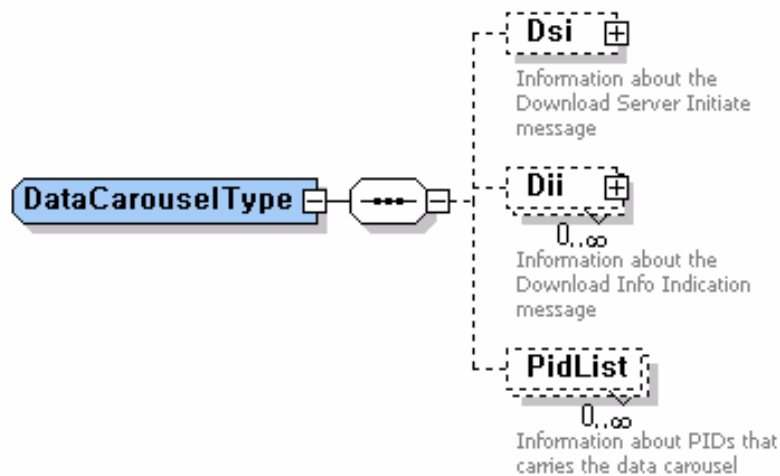 Dsi
Information about the
Download Server Initiate
message
DataCarouselType
Dii
0..∞
Information about the
Download Info Indication
message
PidList
0..∞
Information about PIDs that
carries the data carousel